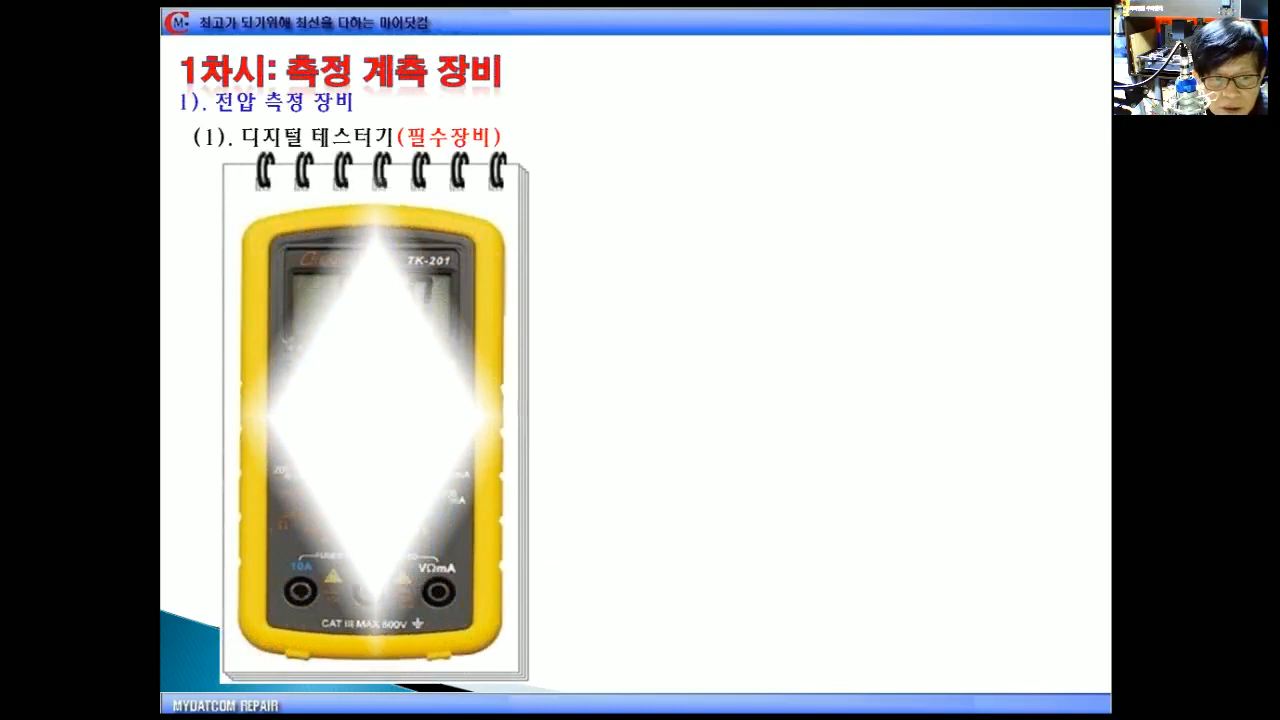 최고가 되기위해 최선을 다하는 마이닷컴
1차시: 측정 계측 장비
1). 전압 측정 장비
(1). 디지털 테스터기(필수장비)
TK-201
10A
VΩmA
CAT III MAX 600V
MYDATCOM REPAIR